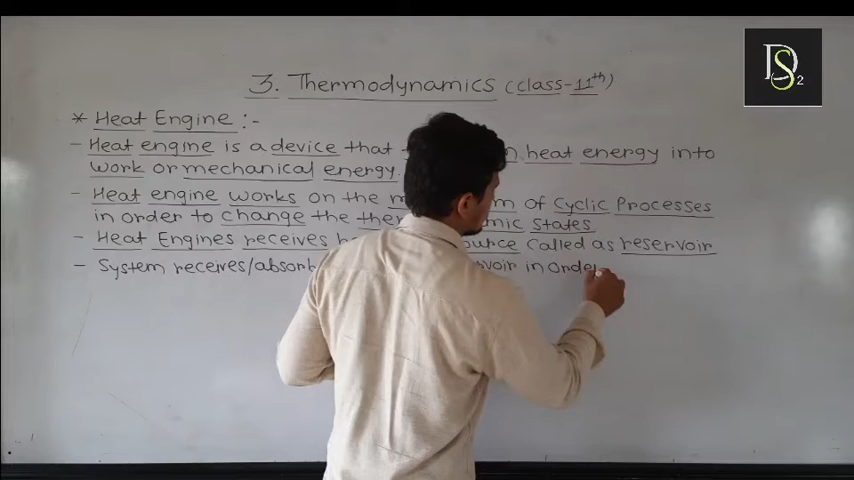 DS2
3. Thermodynamics (class-11th)
* Heat Engine :-
- Heat engine is a device that heat energy into
work or mechanical energy.
- Heat engine works on the of Cyclic Processes
in order to change the states
- Heat Engines receives called as reservoir
- System receives/ in order